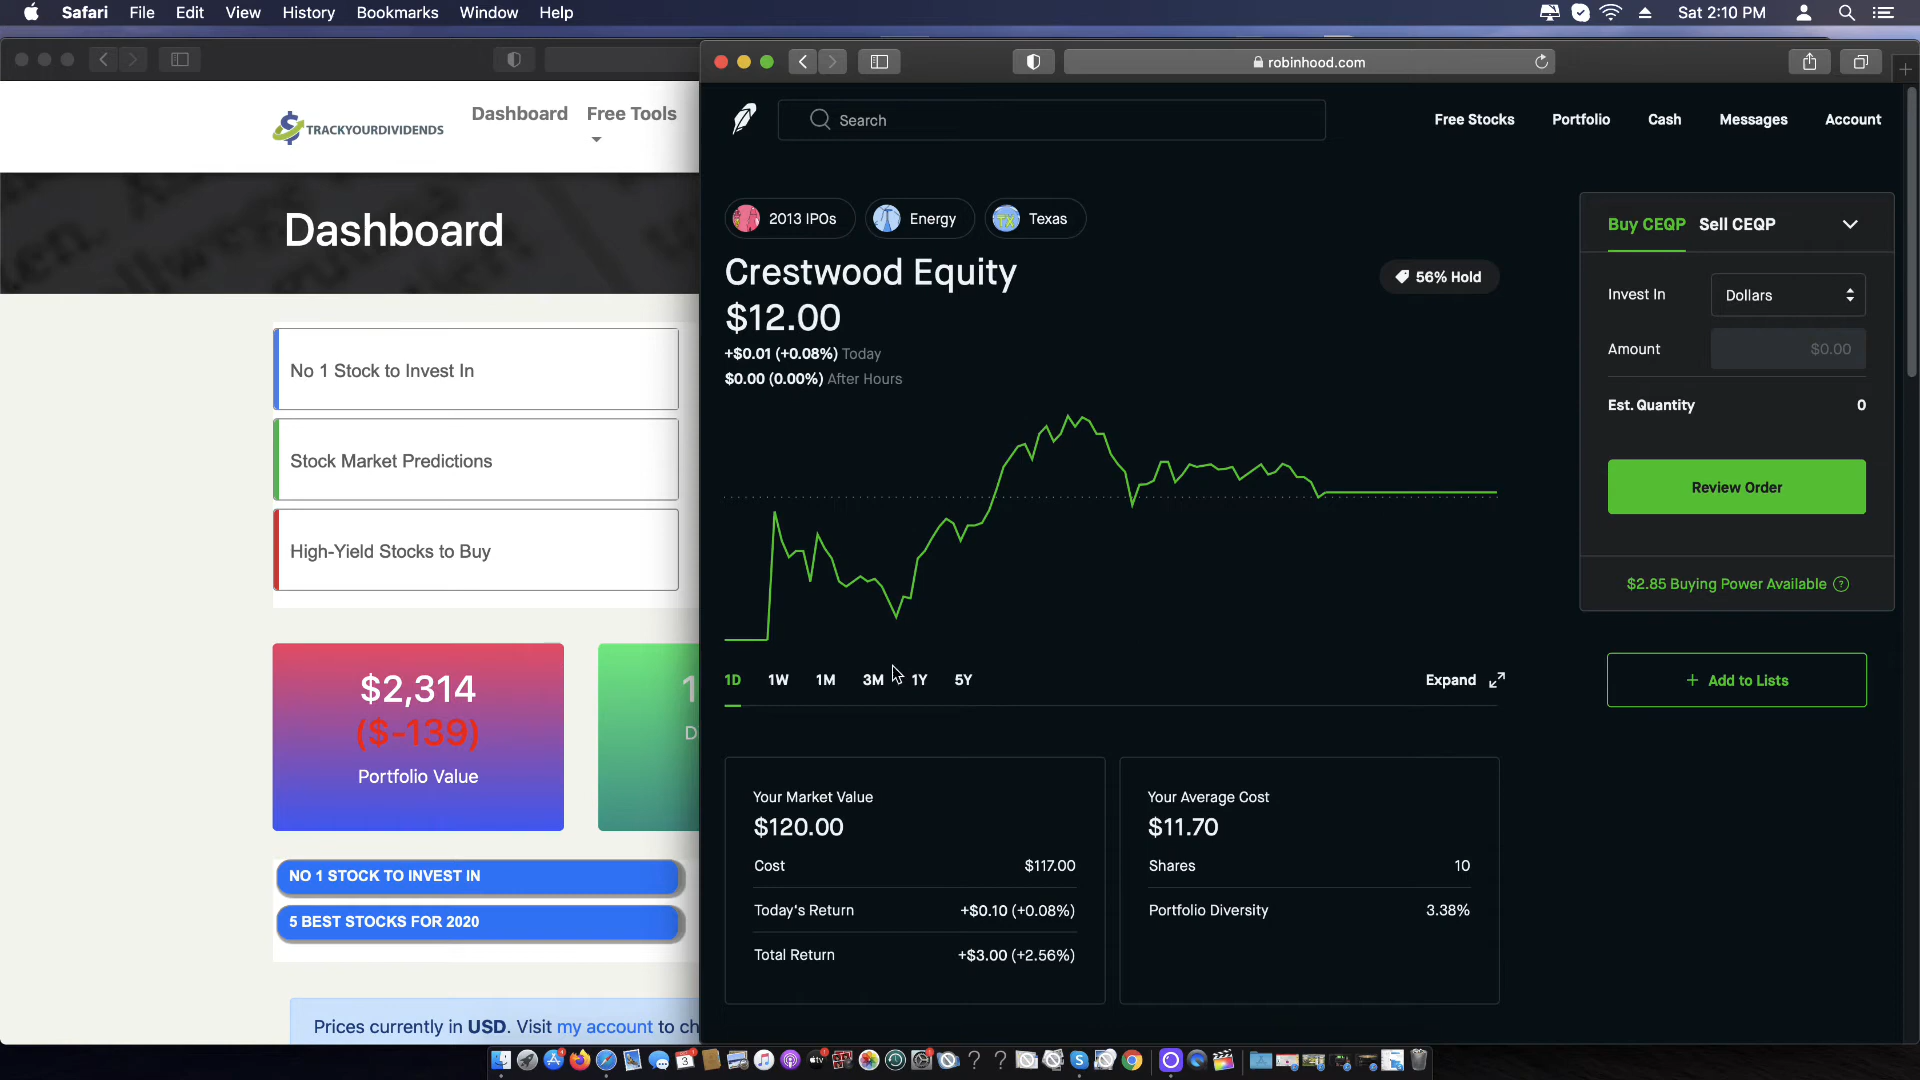 Safari File Edit View History Bookmarks Window Help
Sat 2:10 PM
TRACKYOURDIVIDENDS
Dashboard
Free Tools
Dashboard
No 1 Stock to Invest In
Stock Market Predictions
High-Yield Stocks to Buy
$2,314
($-139)
Portfolio Value
1
D
NO 1 STOCK TO INVEST IN
5 BEST STOCKS FOR 2020
Prices currently in USD. Visit my account to ch
robinhood.com
Search
Free Stocks
Portfolio
Cash
Messages
Account
2013 IPOs
Energy
TX Texas
Crestwood Equity
$12.00
+$0.01 (+0.08%) Today
$0.00 (0.00%) After Hours
56% Hold
1D 1W 1M 3M 1Y 5Y
Expand
Your Market Value
$120.00
Cost $117.00
Today's Return +$0.10 (+0.08%)
Total Return +$3.00 (+2.56%)
Your Average Cost
$11.70
Shares 10
Portfolio Diversity 3.38%
Buy CEQP Sell CEQP
Invest In Dollars
Amount $0.00
Est. Quantity 0
Review Order
$2.85 Buying Power Available ?
+ Add to Lists